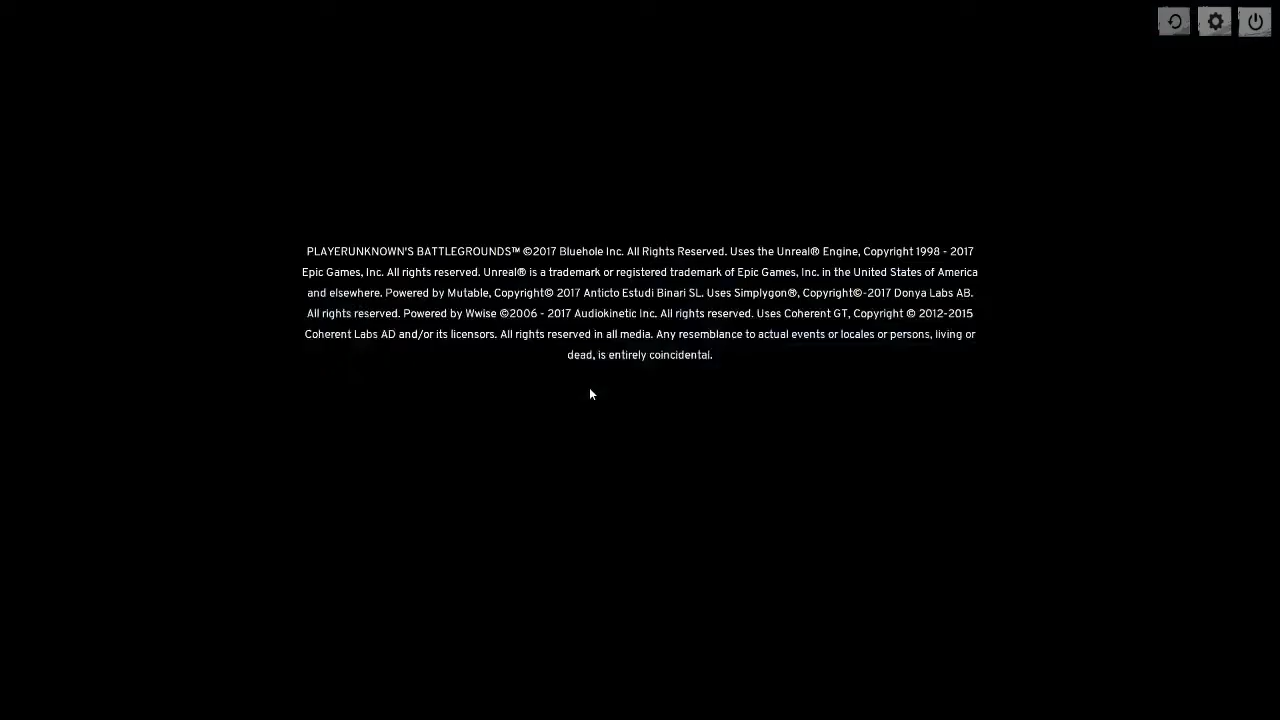 PLAYERUNKNOWN'S BATTLEGROUNDS™ ©2017 Bluehole Inc. All Rights Reserved. Uses the Unreal® Engine, Copyright 1998 - 2017
Epic Games, Inc. All rights reserved. Unreal® is a trademark or registered trademark of Epic Games, Inc. in the United States of America
and elsewhere. Powered by Mutable, Copyright© 2017 Anticto Estudi Binari SL. Uses Simplygon®, Copyright©-2017 Donya Labs AB.
All rights reserved. Powered by Wwise ©2006 - 2017 Audiokinetic Inc. All rights reserved. Uses Coherent GT, Copyright © 2012-2015
Coherent Labs AD and/or its licensors. All rights reserved in all media. Any resemblance to actual events or locales or persons, living or
dead, is entirely coincidental.